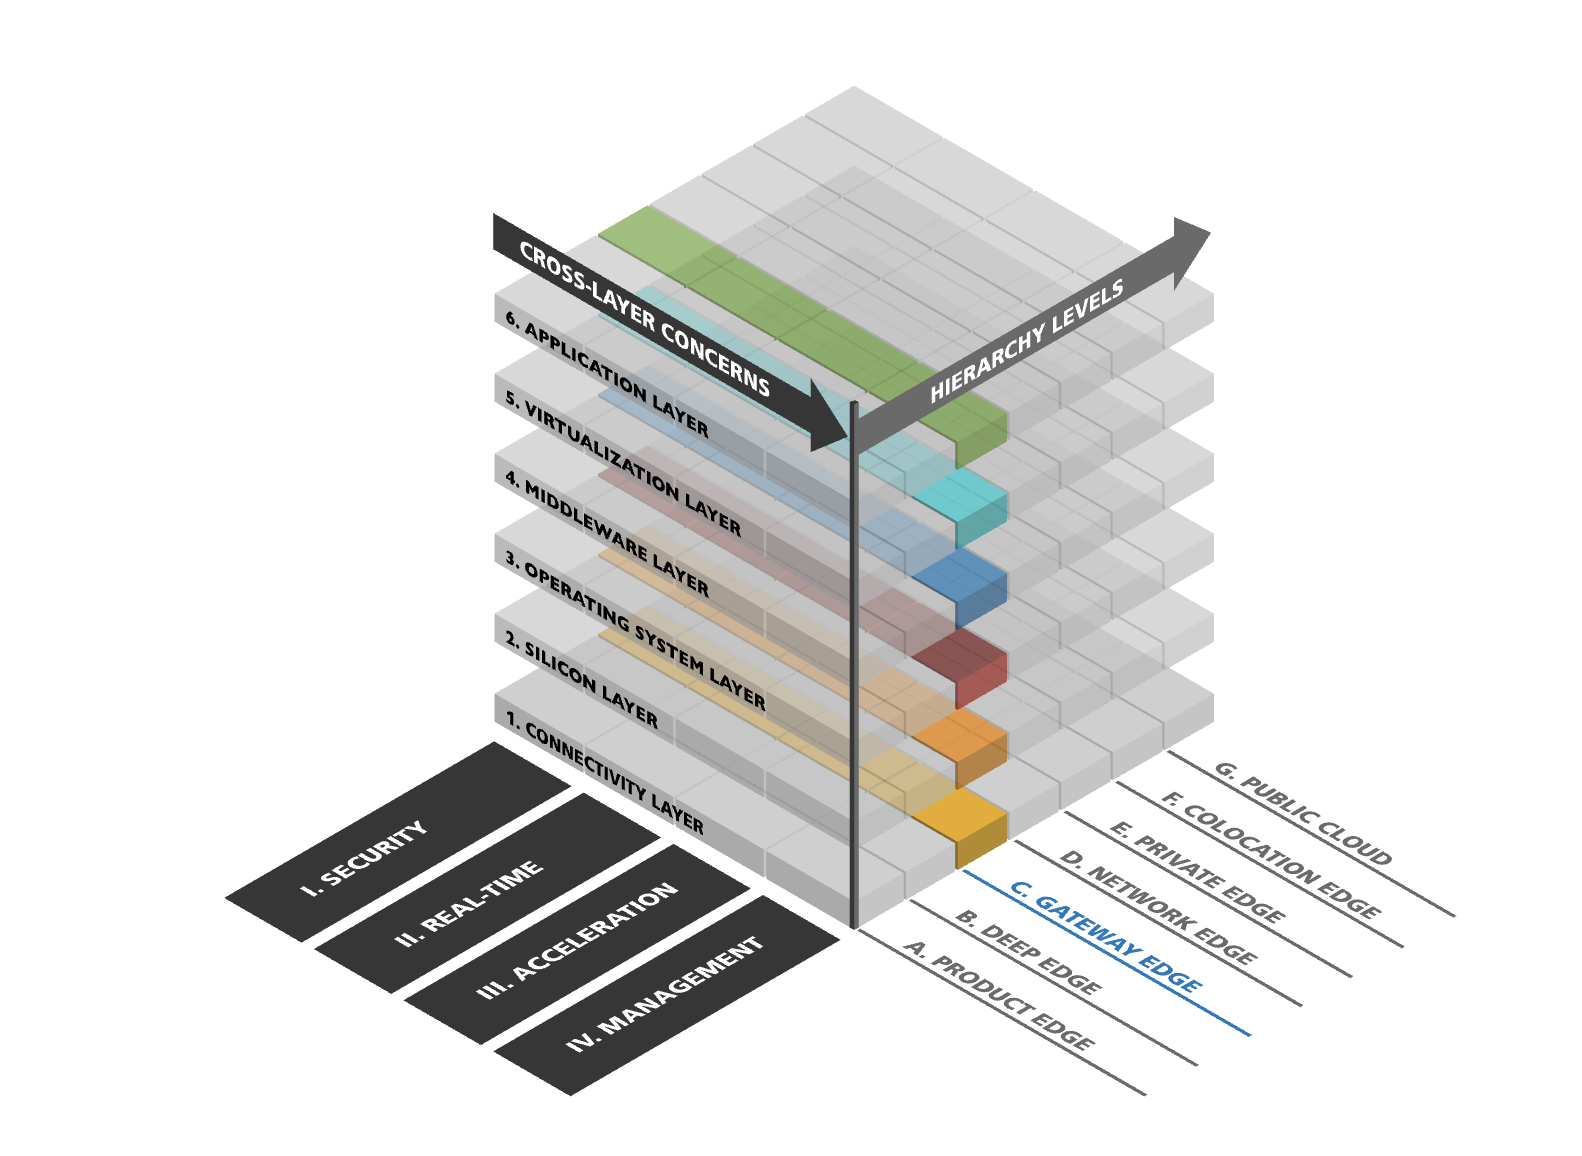 CROSS-LAYER CONCERNS
HIERARCHY LEVELS
6. APPLICATION LAYER
5. VIRTUALIZATION LAYER
4. MIDDLEWARE LAYER
3. OPERATING SYSTEM LAYER
2. SILICON LAYER
1. CONNECTIVITY LAYER
I. SECURITY
II. REAL-TIME
III. ACCELERATION
IV. MANAGEMENT
G. PUBLIC CLOUD
F. COLOCATION EDGE
E. PRIVATE EDGE
D. NETWORK EDGE
C. GATEWAY EDGE
B. DEEP EDGE
A. PRODUCT EDGE